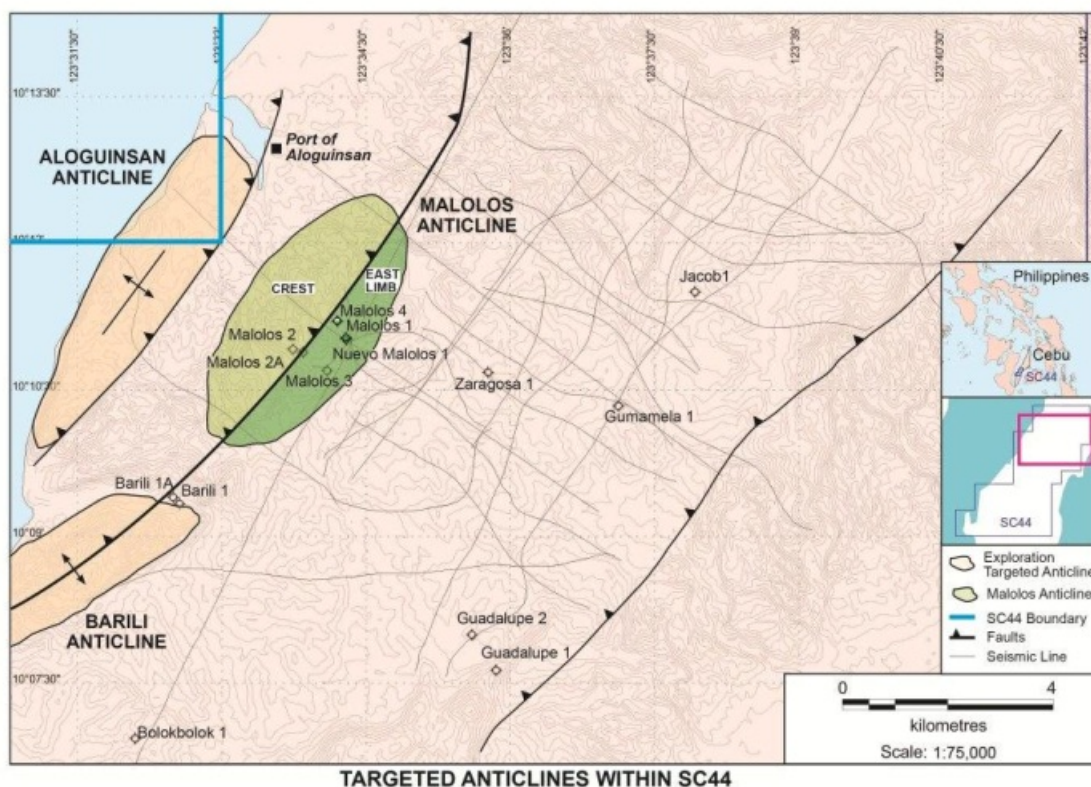 123°31'30"
123°33'
123°34'30"
123°36'
123°37'30"
123°39'
123°40'30"
123°42'
10°13'30"
Port of
Aloguinsan
ALOGUINSAN
ANTICLINE
MALOLOS
ANTICLINE
10°12'
EAST
LIMB
CREST
Jacob1
Malolos 4
Malolos 1
Malolos 2
Nuevo Malolos 1
Malolos 2A
Malolos 3
10°10'30"
Zaragosa 1
Gumamela 1
Barili 1A
Barili 1
10°09'
BARILI
ANTICLINE
Guadalupe 2
Guadalupe 1
10°07'30"
Bolokbolok 1
Philippines
Cebu
SC44
SC44
Exploration
Targeted Anticline
Malolos Anticline
SC44 Boundary
Faults
Seismic Line
0 4
kilometres
Scale: 1:75,000
TARGETED ANTICLINES WITHIN SC44